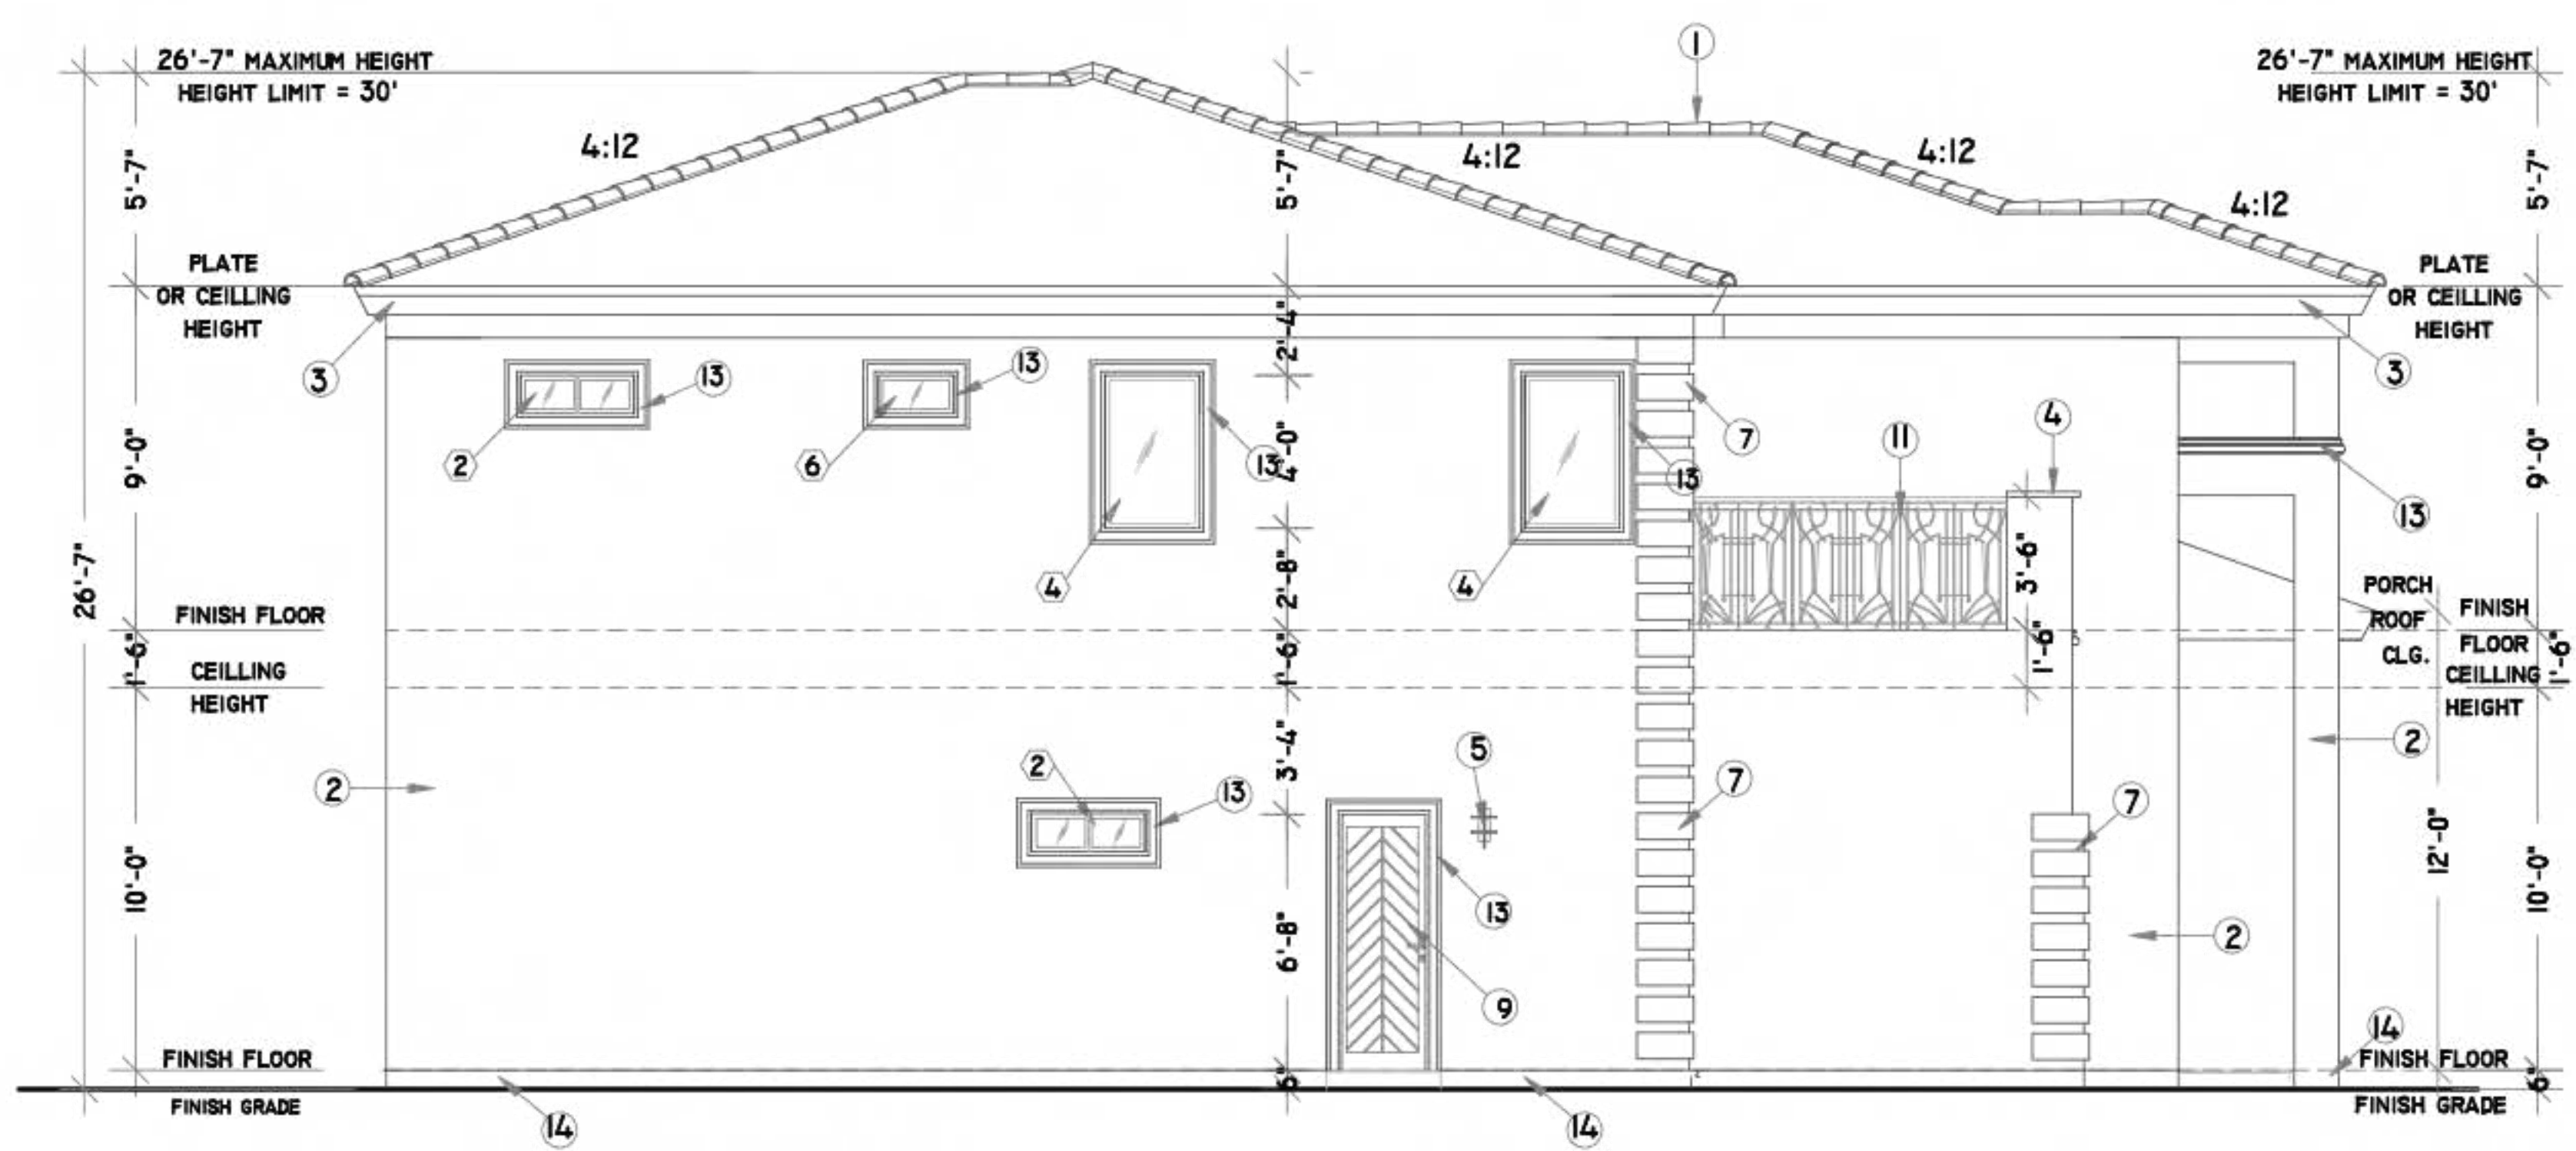 26'-7" MAXIMUM HEIGHT
HEIGHT LIMIT = 30'
1
26'-7" MAXIMUM HEIGHT
HEIGHT LIMIT = 30'
4:12
4:12
4:12
4:12
5'-7"
5'-7"
5'-7"
PLATE
OR CEILLING
HEIGHT
PLATE
OR CEILLING
HEIGHT
3
13
13
2'-4"
3
2
6
13
4'-0"
13
7
11
4
13
9'-0"
9'-0"
4
4
26'-7"
2'-8"
3'-6"
FINISH FLOOR
PORCH
ROOF
CLG.
FINISH
FLOOR
1'-6"
1'-6"
1'-6"
1'-6"
CEILLING
HEIGHT
CEILLING
HEIGHT
2
2
13
3'-4"
5
7
7
2
12'-0"
10'-0"
10'-0"
6'-8"
13
9
2
14
FINISH FLOOR
FINISH FLOOR
6"
6"
FINISH GRADE
FINISH GRADE
14
14